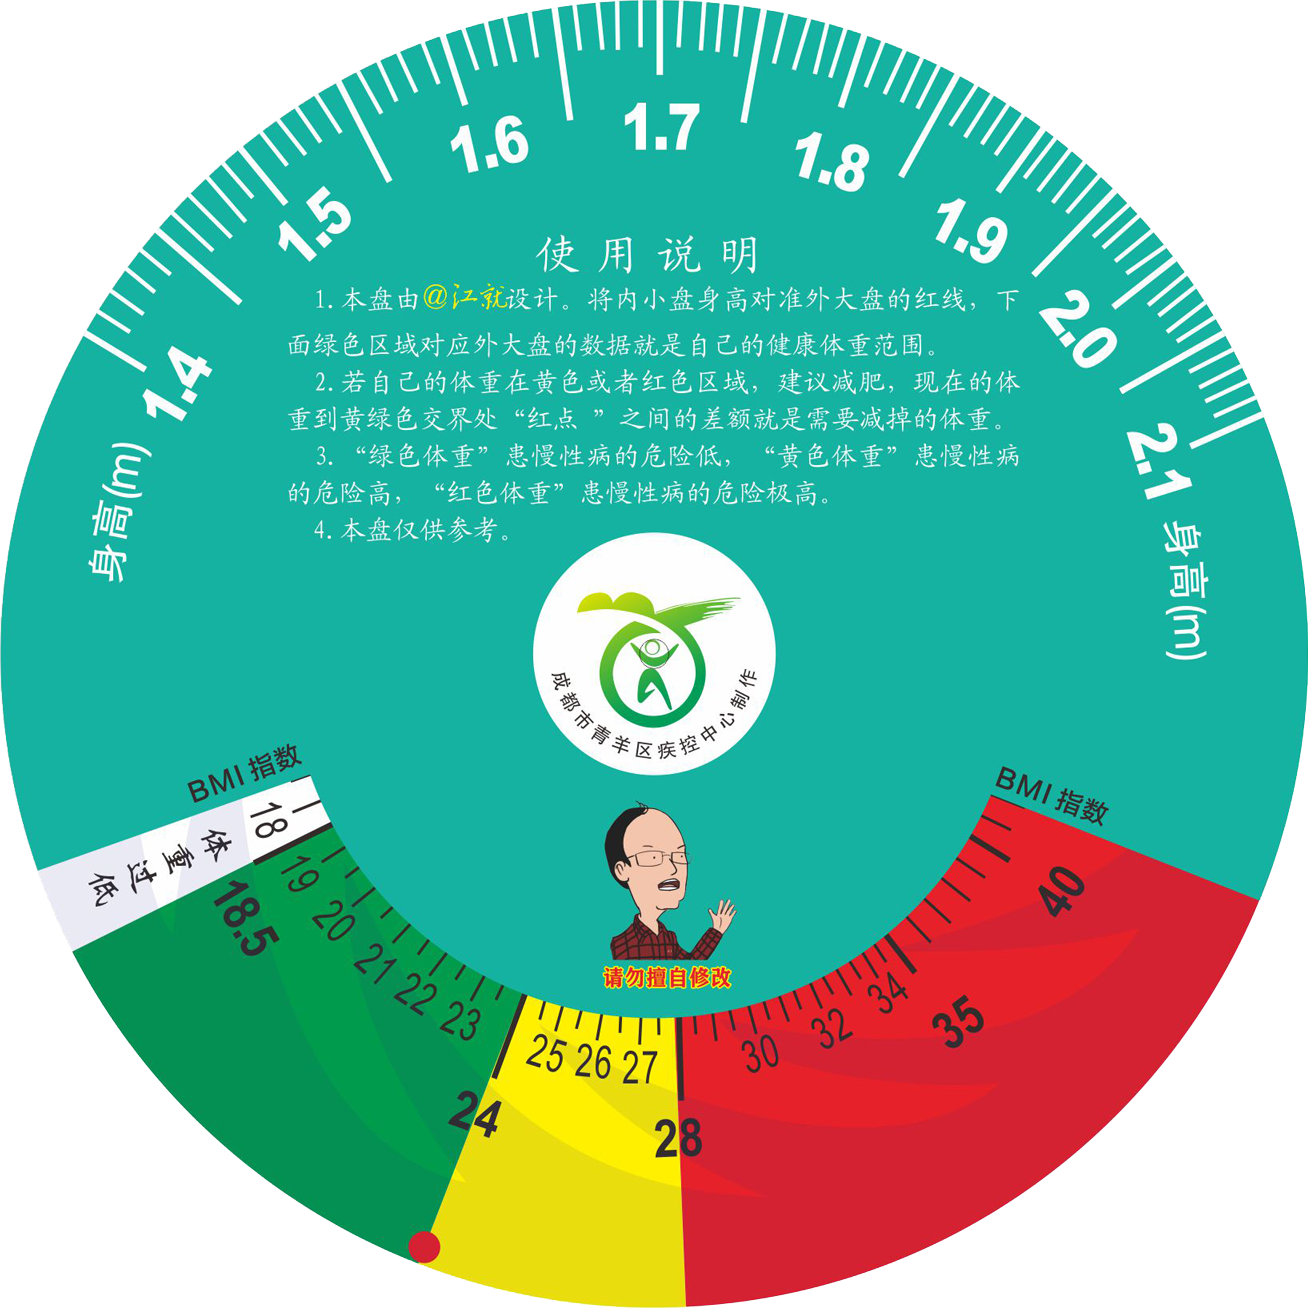 1.4
1.5
1.6
1.7
1.8
1.9
2.0
2.1
身高(m)
身高(m)
使用说明
1.本盘由@江就设计。将内小盘身高对准外大盘的红线，下
面绿色区域对应外大盘的数据就是自己的健康体重范围。
2.若自己的体重在黄色或者红色区域，建议减肥，现在的体
重到黄绿色交界处“红点 ”之间的差额就是需要减掉的体重。
3.“绿色体重”患慢性病的危险低，“黄色体重”患慢性病
的危险高，“红色体重”患慢性病的危险极高。
4.本盘仅供参考。
成都市青羊区疾控中心制作
请勿擅自修改
BMI 指数
BMI 指数
体重过低
18
18.5
19
20
21
22
23
24
25
26
27
28
30
32
34
35
40